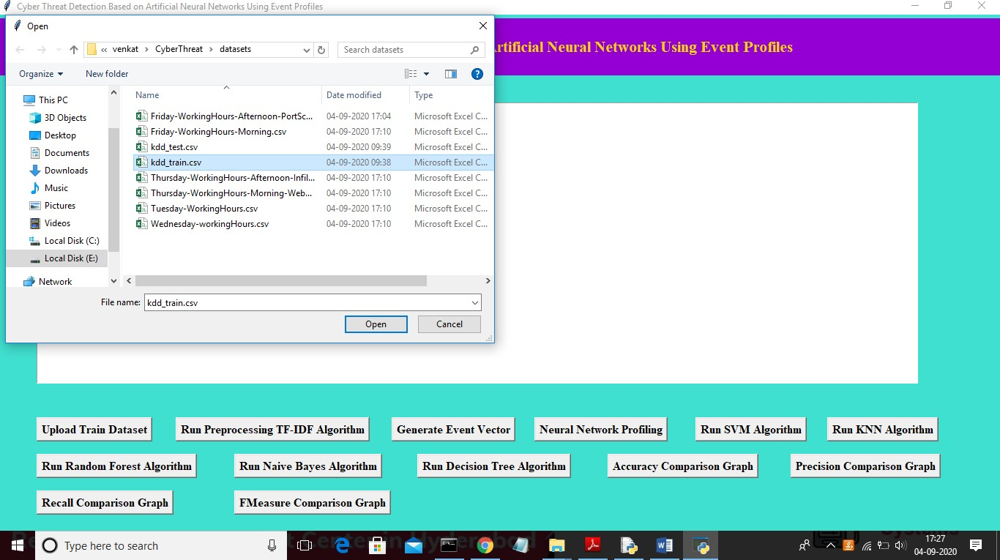 Cyber Threat Detection Based on Artificial Neural Networks Using Event Profiles
Open
Artificial Neural Networks Using Event Profiles
« venkat > CyberThreat > datasets
Search datasets
Organize
New folder
Name Date modified Type
This PC
3D Objects
Desktop
Documents
Downloads
Music
Pictures
Videos
Local Disk (C:)
Local Disk (E:)
Network
Friday-WorkingHours-Afternoon-PortSc... 04-09-2020 17:04 Microsoft Excel C...
Friday-WorkingHours-Morning.csv 04-09-2020 17:10 Microsoft Excel C...
kdd_test.csv 04-09-2020 09:39 Microsoft Excel C...
kdd_train.csv 04-09-2020 09:38 Microsoft Excel C...
Thursday-WorkingHours-Afternoon-Infil... 04-09-2020 17:10 Microsoft Excel C...
Thursday-WorkingHours-Morning-Web... 04-09-2020 17:10 Microsoft Excel C...
Tuesday-WorkingHours.csv 04-09-2020 17:10 Microsoft Excel C...
Wednesday-workingHours.csv 04-09-2020 17:10 Microsoft Excel C...
File name: kdd_train.csv
Open Cancel
Upload Train Dataset Run Preprocessing TF-IDF Algorithm Generate Event Vector Neural Network Profiling Run SVM Algorithm Run KNN Algorithm
Run Random Forest Algorithm Run Naive Bayes Algorithm Run Decision Tree Algorithm Accuracy Comparison Graph Precision Comparison Graph
Recall Comparison Graph FMeasure Comparison Graph
Type here to search
17:27
04-09-2020